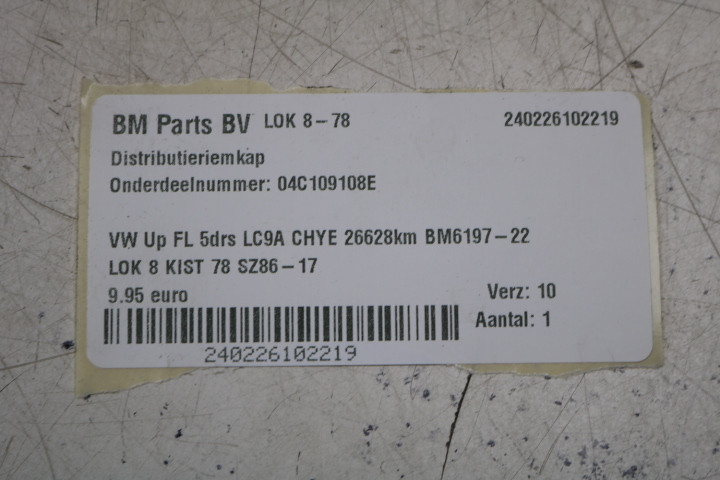 BM Parts BV LOK 8-78 240226102219
Distributieriemkap
Onderdeelnummer: 04C109108E
VW Up FL 5drs LC9A CHYE 26628km BM6197-22
LOK 8 KIST 78 SZ86-17
9.95 euro Verz: 10
Aantal: 1
240226102219